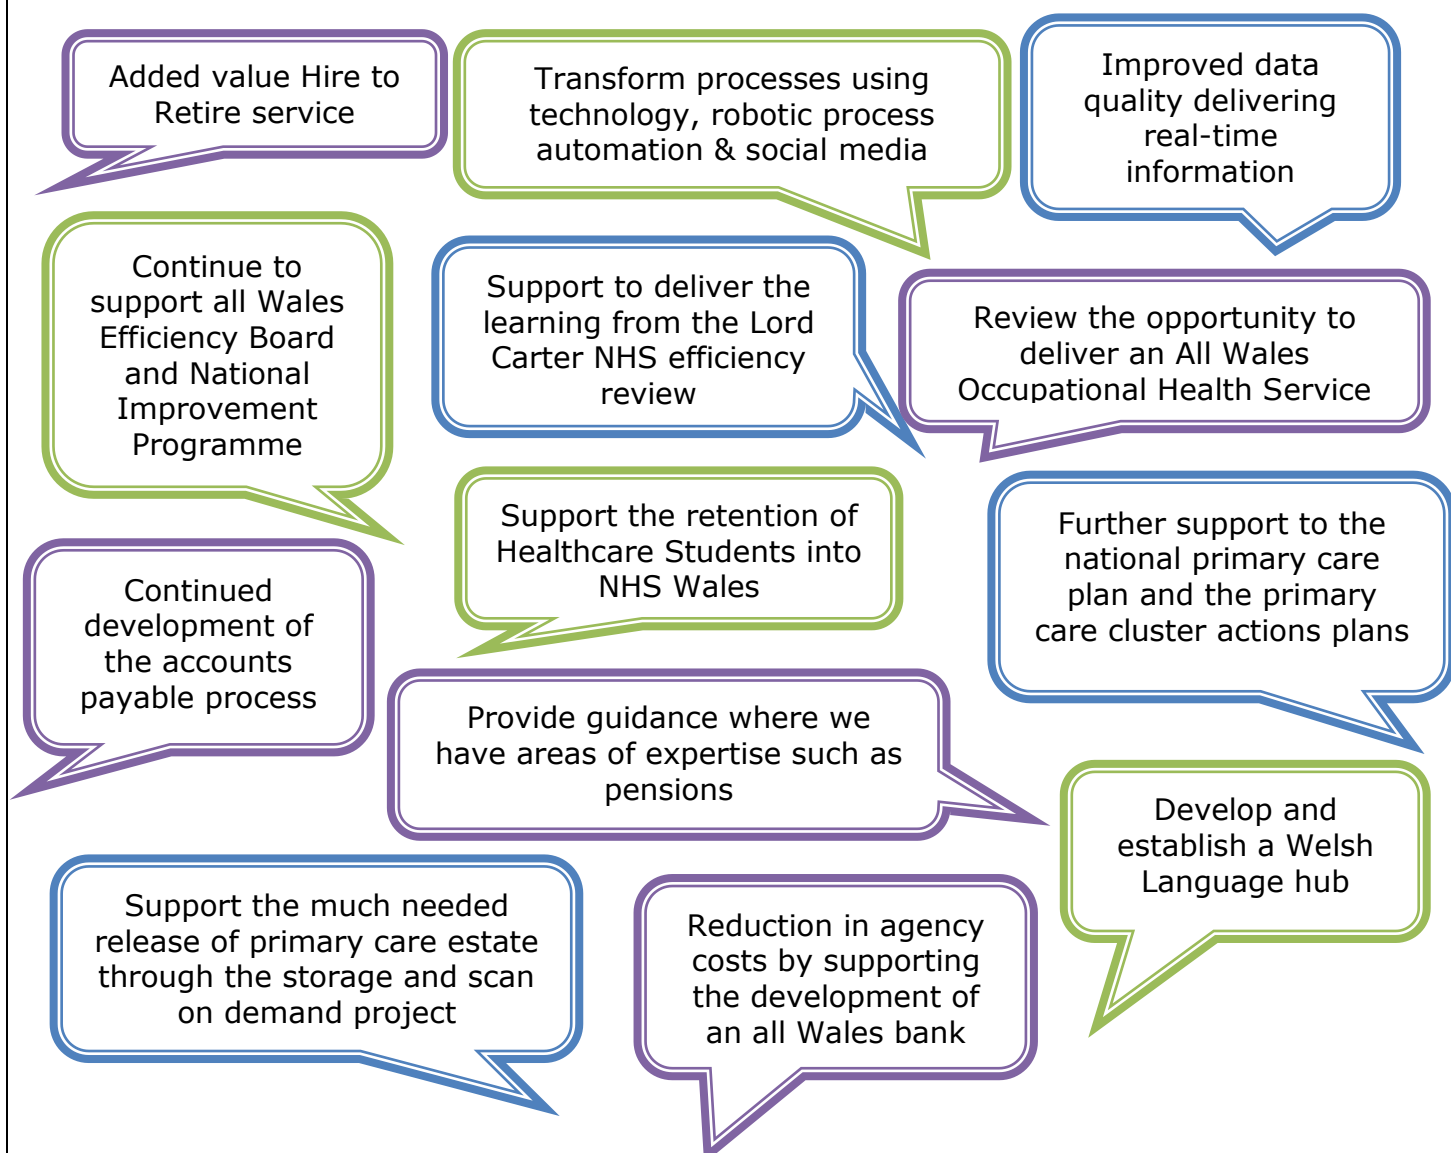 Added value Hire to
Retire service
Transform processes using
technology, robotic process
automation & social media
Improved data
quality delivering
real-time
information
Continue to
support all Wales
Efficiency Board
and National
Improvement
Programme
Support to deliver the
learning from the Lord
Carter NHS efficiency
review
Review the opportunity to
deliver an All Wales
Occupational Health Service
Support the retention of
Healthcare Students into
NHS Wales
Further support to the
national primary care
plan and the primary
care cluster actions plans
Continued
development of
the accounts
payable process
Provide guidance where we
have areas of expertise such as
pensions
Develop and
establish a Welsh
Language hub
Support the much needed
release of primary care estate
through the storage and scan
on demand project
Reduction in agency
costs by supporting
the development of
an all Wales bank